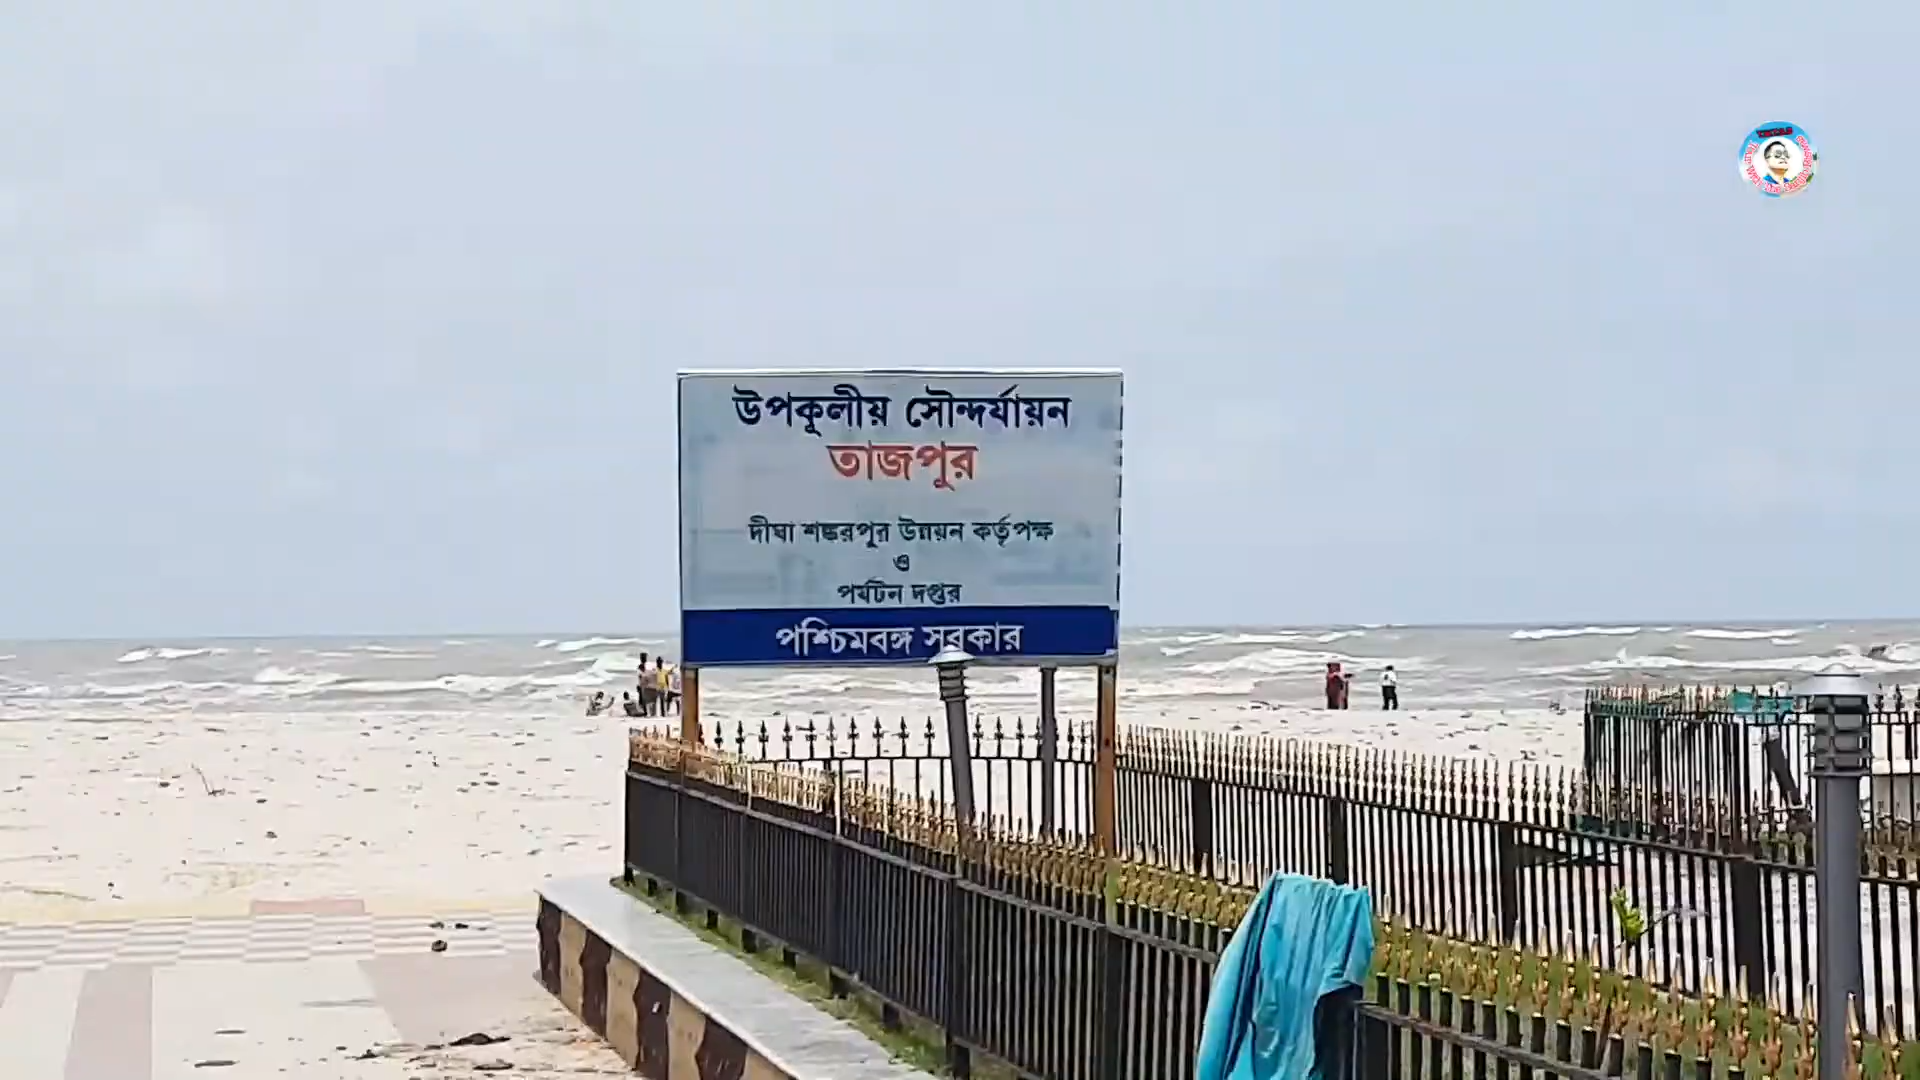 উপকূলীয় সৌন্দর্যায়ন
তাজপুর
দীঘা শঙ্করপুর উন্নয়ন কর্তৃপক্ষ
ও
পর্যটন দপ্তর
পশ্চিমবঙ্গ সরকার